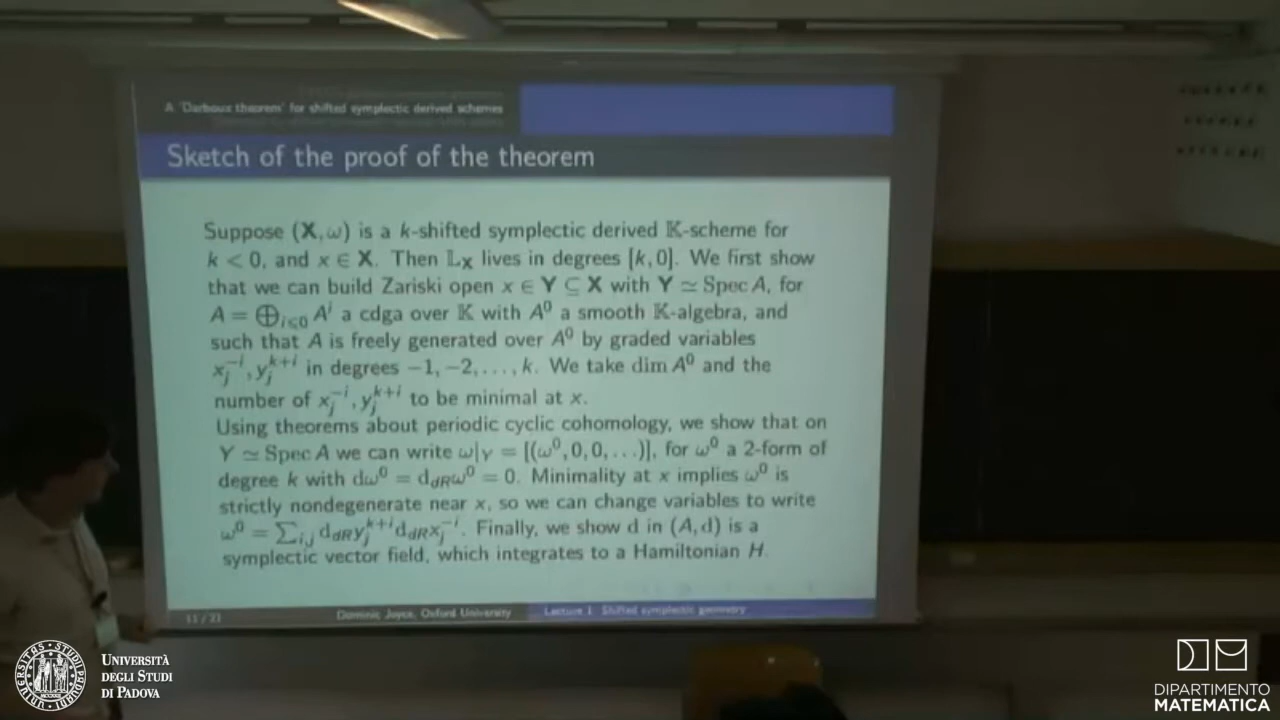 A 'Darboux theorem' for shifted symplectic derived schemes
Sketch of the proof of the theorem
Suppose (X, ω) is a k-shifted symplectic derived 𝕂-scheme for
k < 0, and x ∈ X. Then 𝕃_X lives in degrees [k, 0]. We first show
that we can build Zariski open x ∈ Y ⊆ X with Y ≃ Spec A, for
A = ⊕_{i⩽0} A^i a cdga over 𝕂 with A^0 a smooth 𝕂-algebra, and
such that A is freely generated over A^0 by graded variables
x_j^{-i}, y_j^{k+i} in degrees −1, −2, . . . , k. We take dim A^0 and the
number of x_j^{-i}, y_j^{k+i} to be minimal at x.
Using theorems about periodic cyclic cohomology, we show that on
Y ≃ Spec A we can write ω|_Y = [(ω^0, 0, 0, . . .)], for ω^0 a 2-form of
degree k with dω^0 = d_{dR}ω^0 = 0. Minimality at x implies ω^0 is
strictly nondegenerate near x, so we can change variables to write
ω^0 = ∑_{i,j} d_{dR}y_j^{k+i} d_{dR}x_j^{-i}. Finally, we show d in (A, d) is a
symplectic vector field, which integrates to a Hamiltonian H.
Dominic Joyce, Oxford University
Lecture 1: Shifted symplectic geometry
UNIVERSITÀ
DEGLI STUDI
DI PADOVA
DIPARTIMENTO
MATEMATICA